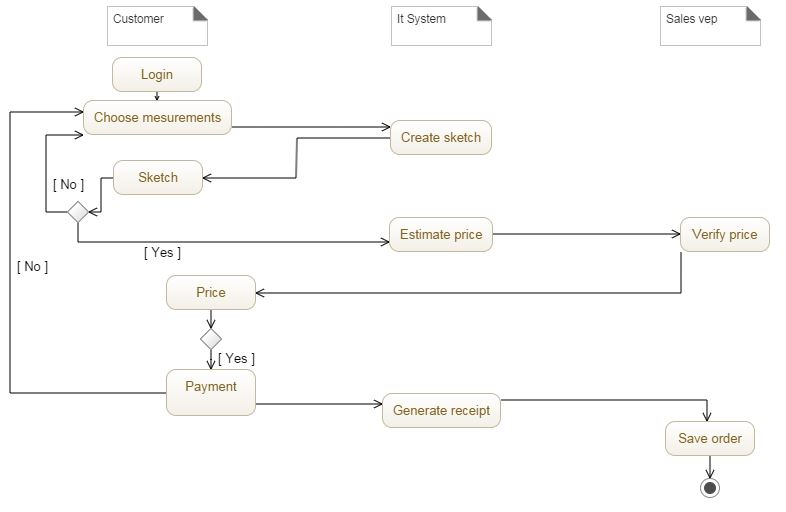 Customer
It System
Sales vep
Login
Choose mesurements
Create sketch
Sketch
[ No ]
Estimate price
Verify price
[ Yes ]
[ No ]
Price
[ Yes ]
Payment
Generate receipt
Save order